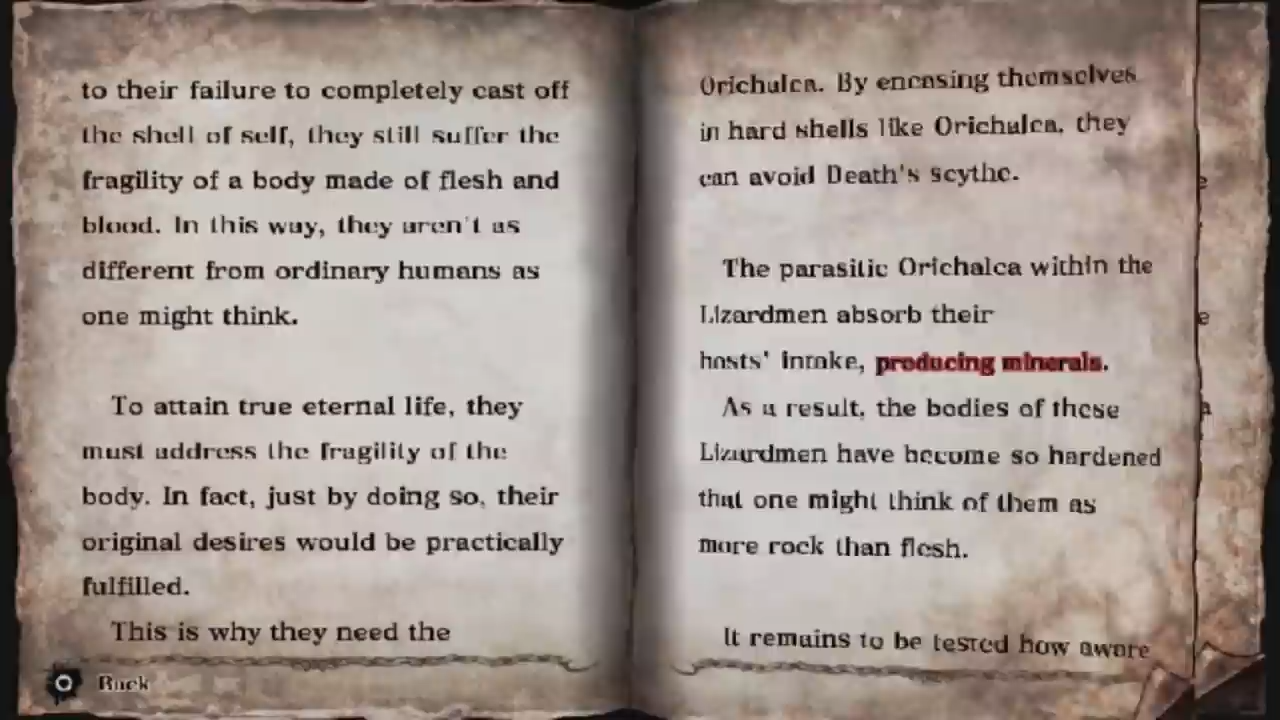 to their failure to completely cast off
the shell of self, they still suffer the
fragility of a body made of flesh and
blood. In this way, they aren't as
different from ordinary humans as
one might think.
To attain true eternal life, they
must address the fragility of the
body. In fact, just by doing so, their
original desires would be practically
fulfilled.
This is why they need the
Orichalca. By encasing themselves
in hard shells like Orichalca, they
can avoid Death's scythe.
The parasitic Orichalca within the
Lizardmen absorb their
hosts' intake, producing minerals.
As a result, the bodies of these
Lizardmen have become so hardened
that one might think of them as
more rock than flesh.
It remains to be tested how aware
Back